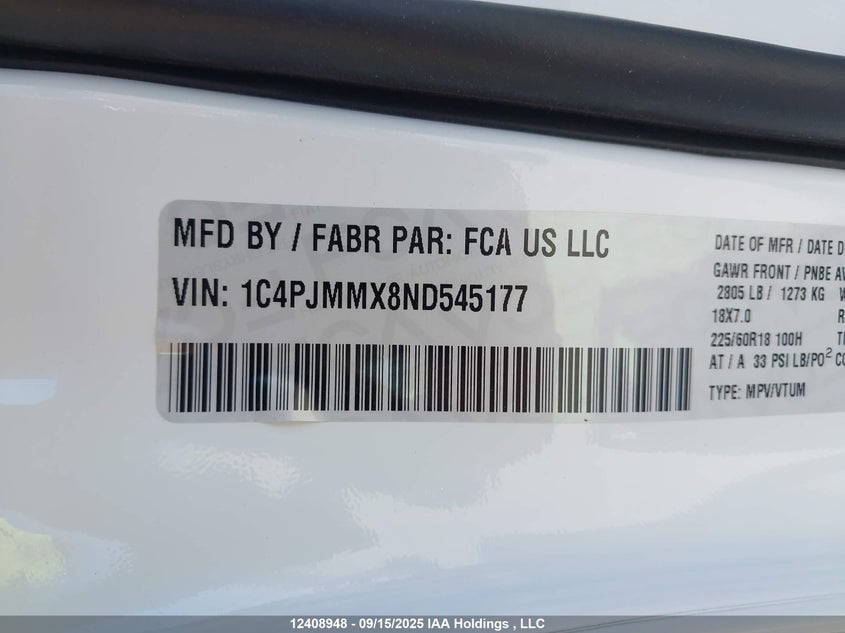 MFD BY / FABR PAR: FCA US LLC
VIN: 1C4PJMMX8ND545177
DATE OF MFR / DATE D
GAWR FRONT / PNBE AV
2805 LB / 1273 KG
18X7.0 R
225/60R18 100H TI
AT / A 33 PSI LB/PO² CO
TYPE: MPV/VTUM
12408948 - 09/15/2025 IAA Holdings , LLC